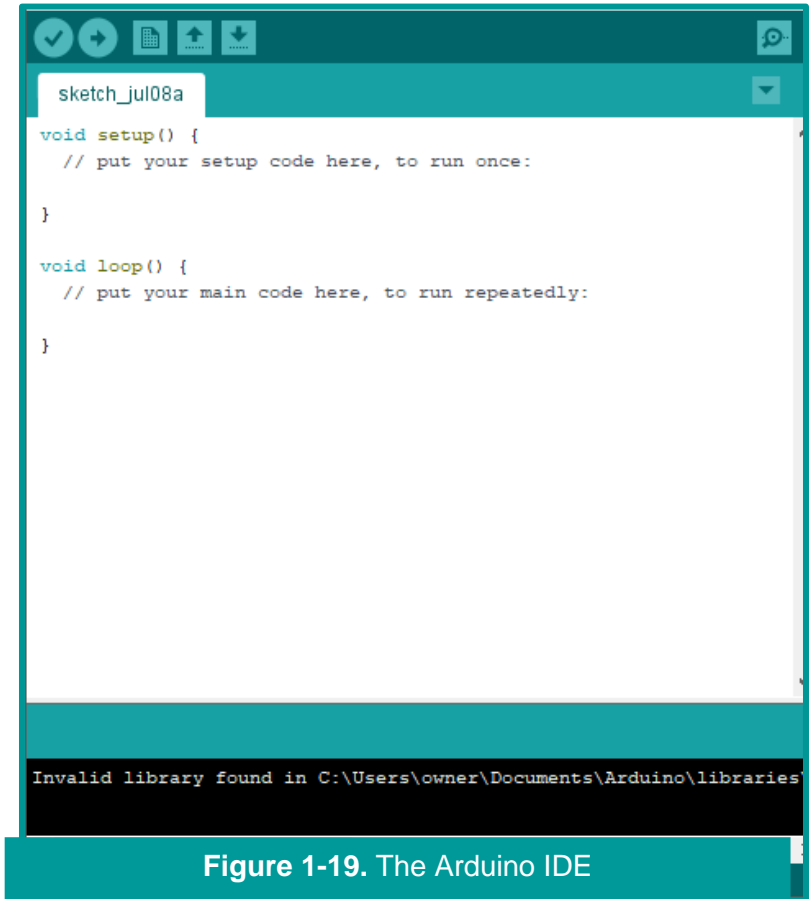 sketch_jul08a
void setup() {
  // put your setup code here, to run once:
}
void loop() {
  // put your main code here, to run repeatedly:
}
Invalid library found in C:\Users\owner\Documents\Arduino\libraries\
Figure 1-19. The Arduino IDE